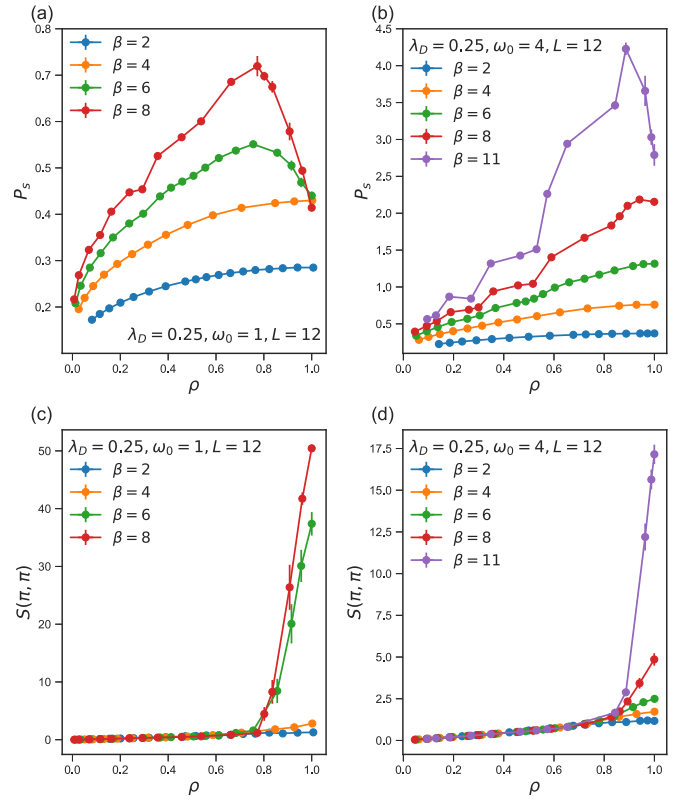 (a)
β = 2
β = 4
β = 6
β = 8
0.8
0.7
0.6
0.5
0.4
0.3
0.2
P_s
λ_D = 0.25, ω_0 = 1, L = 12
0.0 0.2 0.4 0.6 0.8 1.0
ρ
(b)
λ_D = 0.25, ω_0 = 4, L = 12
β = 2
β = 4
β = 6
β = 8
β = 11
4.5
4.0
3.5
3.0
2.5
2.0
1.5
1.0
0.5
P_s
0.0 0.2 0.4 0.6 0.8 1.0
ρ
(c)
λ_D = 0.25, ω_0 = 1, L = 12
β = 2
β = 4
β = 6
β = 8
50
40
30
20
10
0
S(π, π)
0.0 0.2 0.4 0.6 0.8 1.0
ρ
(d)
λ_D = 0.25, ω_0 = 4, L = 12
β = 2
β = 4
β = 6
β = 8
β = 11
17.5
15.0
12.5
10.0
7.5
5.0
2.5
0.0
S(π, π)
0.0 0.2 0.4 0.6 0.8 1.0
ρ